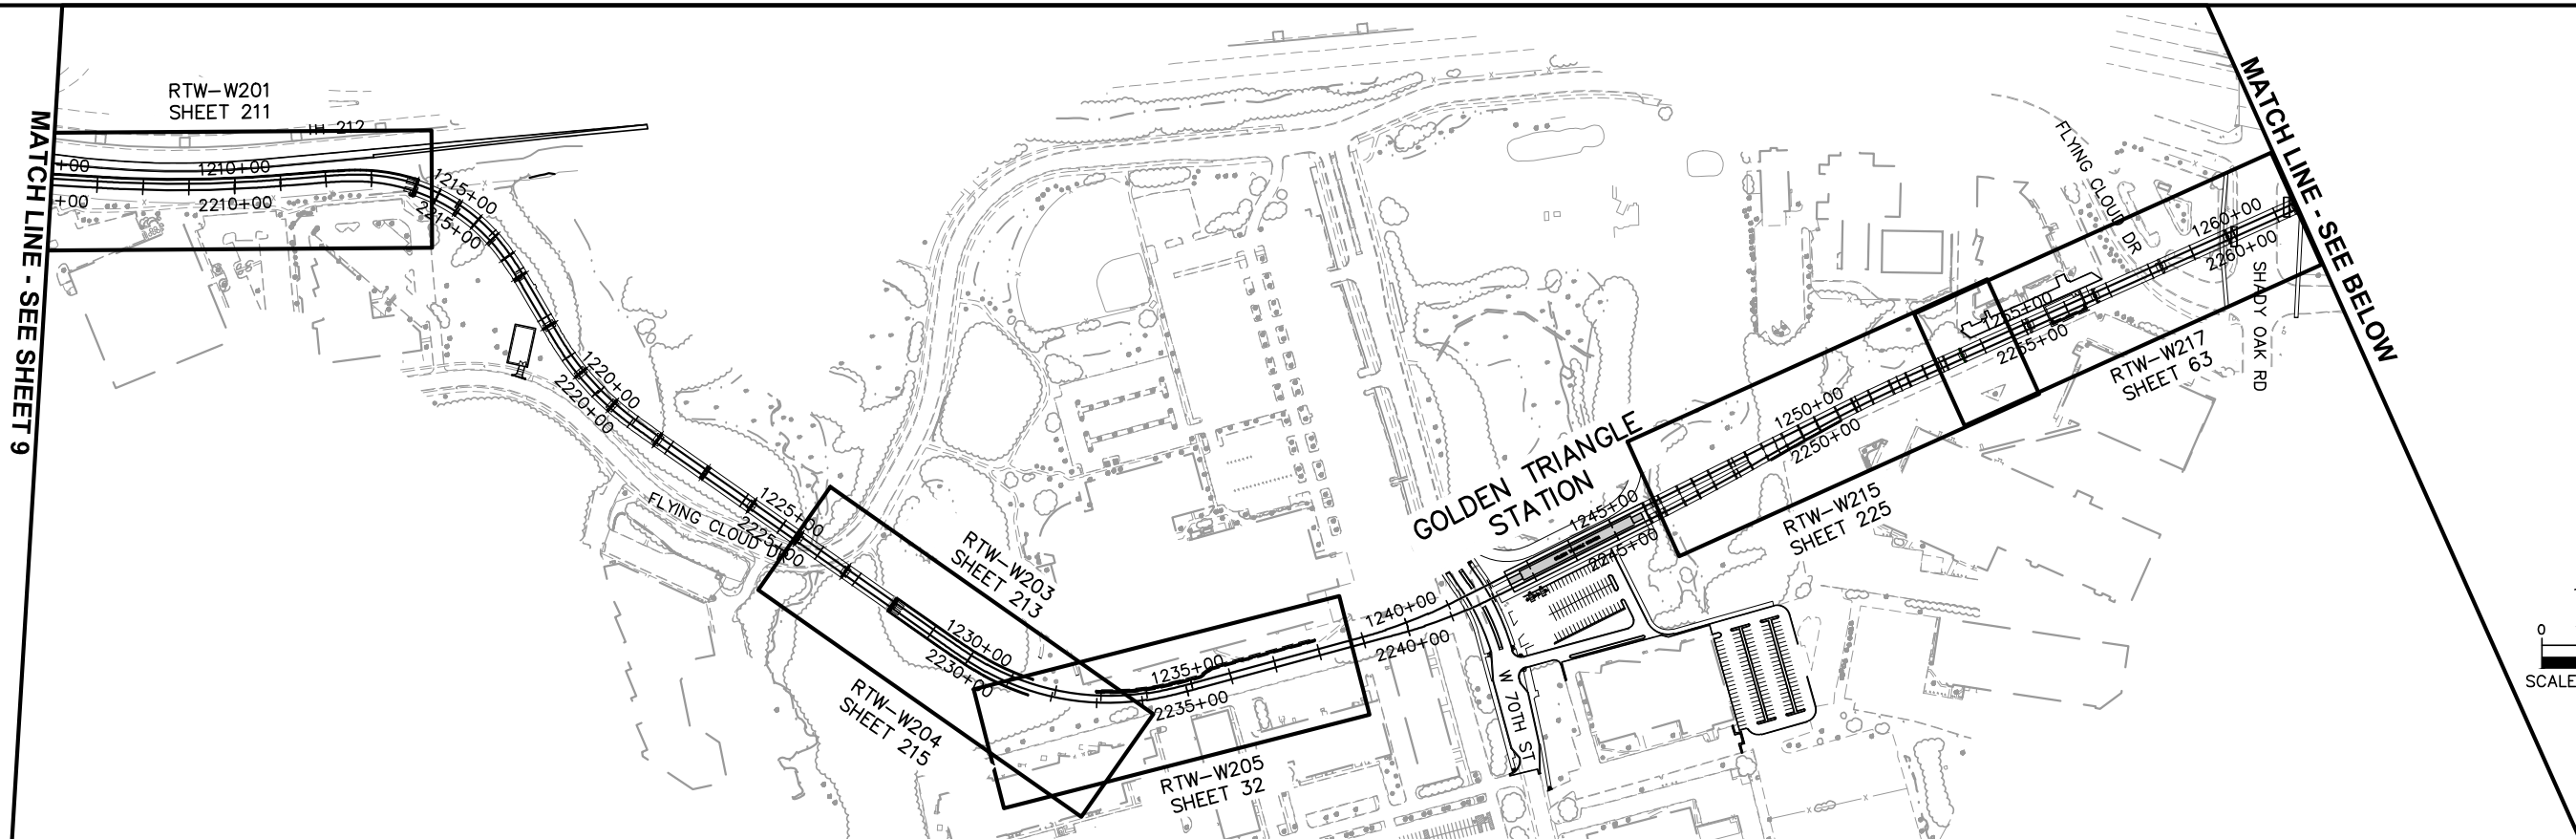 MATCH LINE - SEE SHEET 9
RTW-W201
SHEET 211
IH 212
+00
+00
1210+00
2210+00
1215+00
2215+00
1220+00
2220+00
FLYING CLOUD D
1225+00
2225+00
RTW-W203
SHEET 213
RTW-W204
SHEET 215
1230+00
2230+00
1235+00
2235+00
RTW-W205
SHEET 32
1240+00
2240+00
W 70TH ST
GOLDEN TRIANGLE
STATION
1245+00
2245+00
1250+00
2250+00
RTW-W215
SHEET 225
1255+00
2255+00
RTW-W217
SHEET 63
FLYING CLOUD DR
1260+00
2260+00
SHADY OAK RD
MATCH LINE - SEE BELOW
0
SCALE